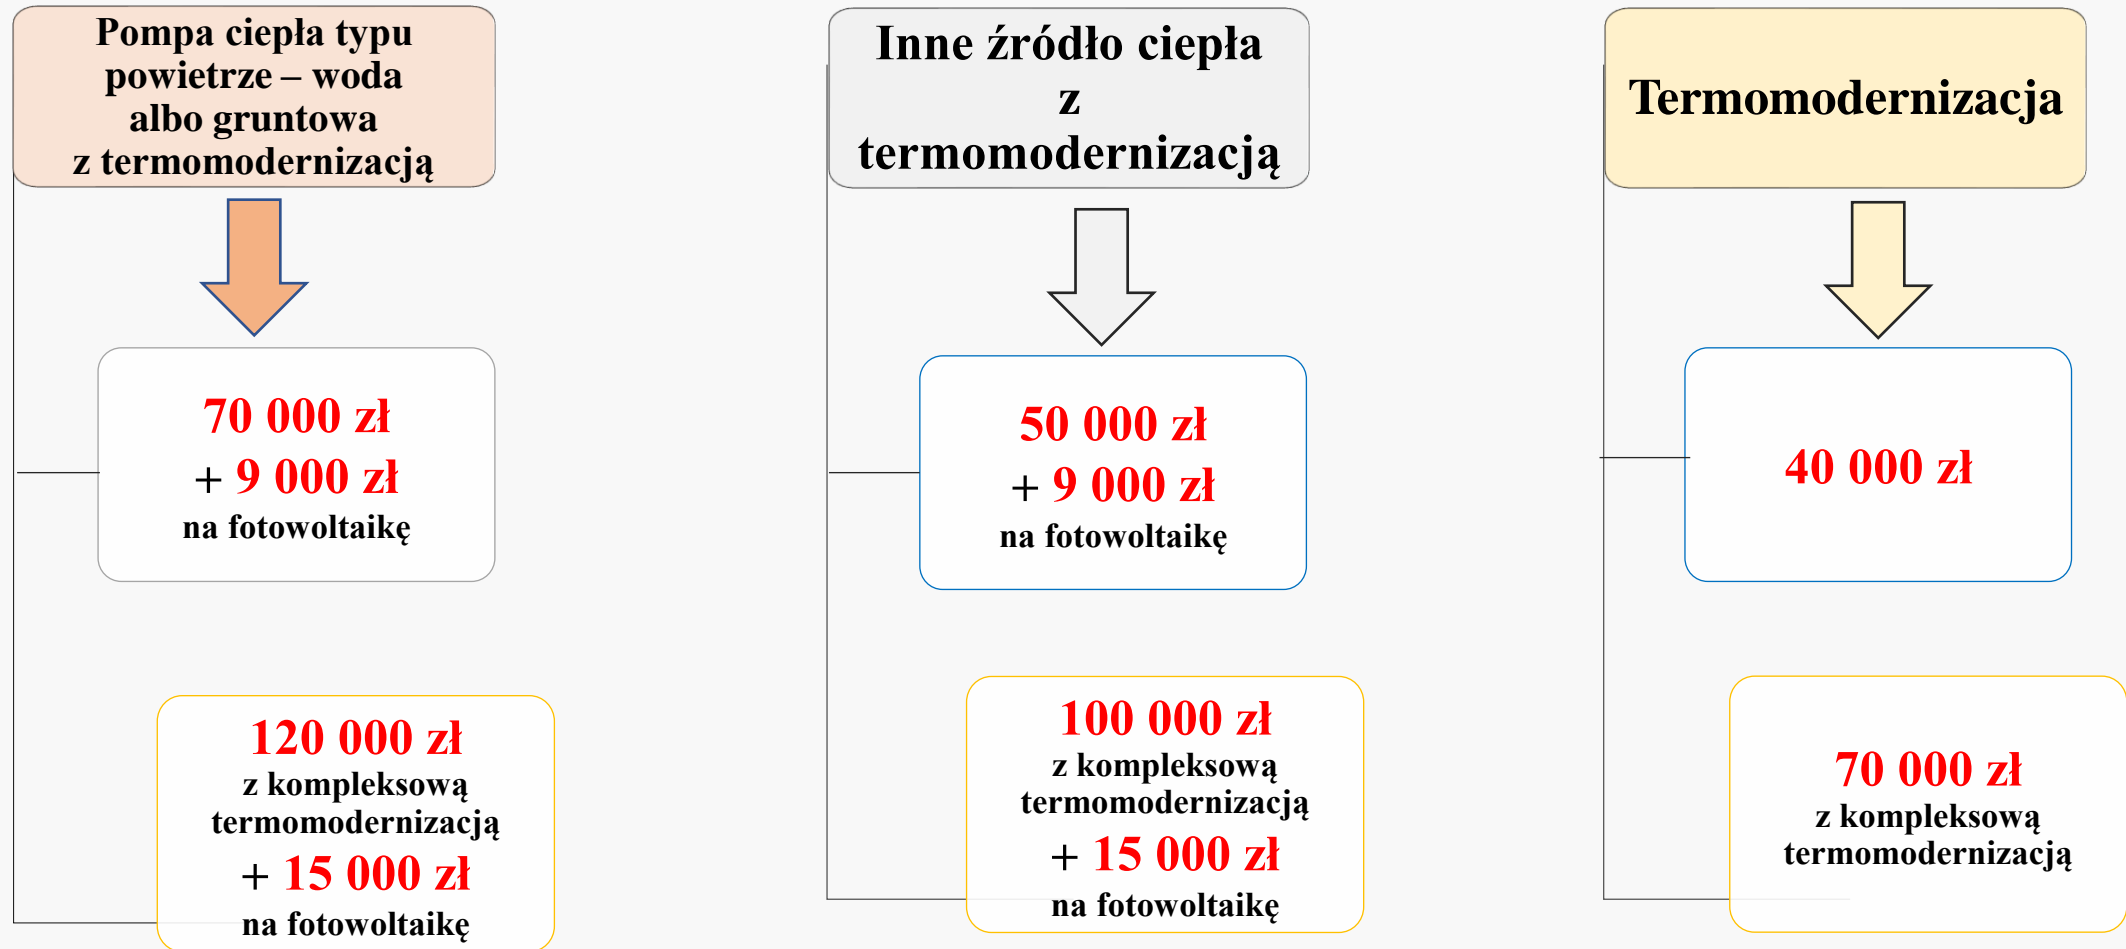 Pompa ciepła typu
powietrze – woda
albo gruntowa
z termomodernizacją
70 000 zł
+ 9 000 zł
na fotowoltaikę
120 000 zł
z kompleksową
termomodernizacją
+ 15 000 zł
na fotowoltaikę
Inne źródło ciepła
z
termomodernizacją
50 000 zł
+ 9 000 zł
na fotowoltaikę
100 000 zł
z kompleksową
termomodernizacją
+ 15 000 zł
na fotowoltaikę
Termomodernizacja
40 000 zł
70 000 zł
z kompleksową
termomodernizacją